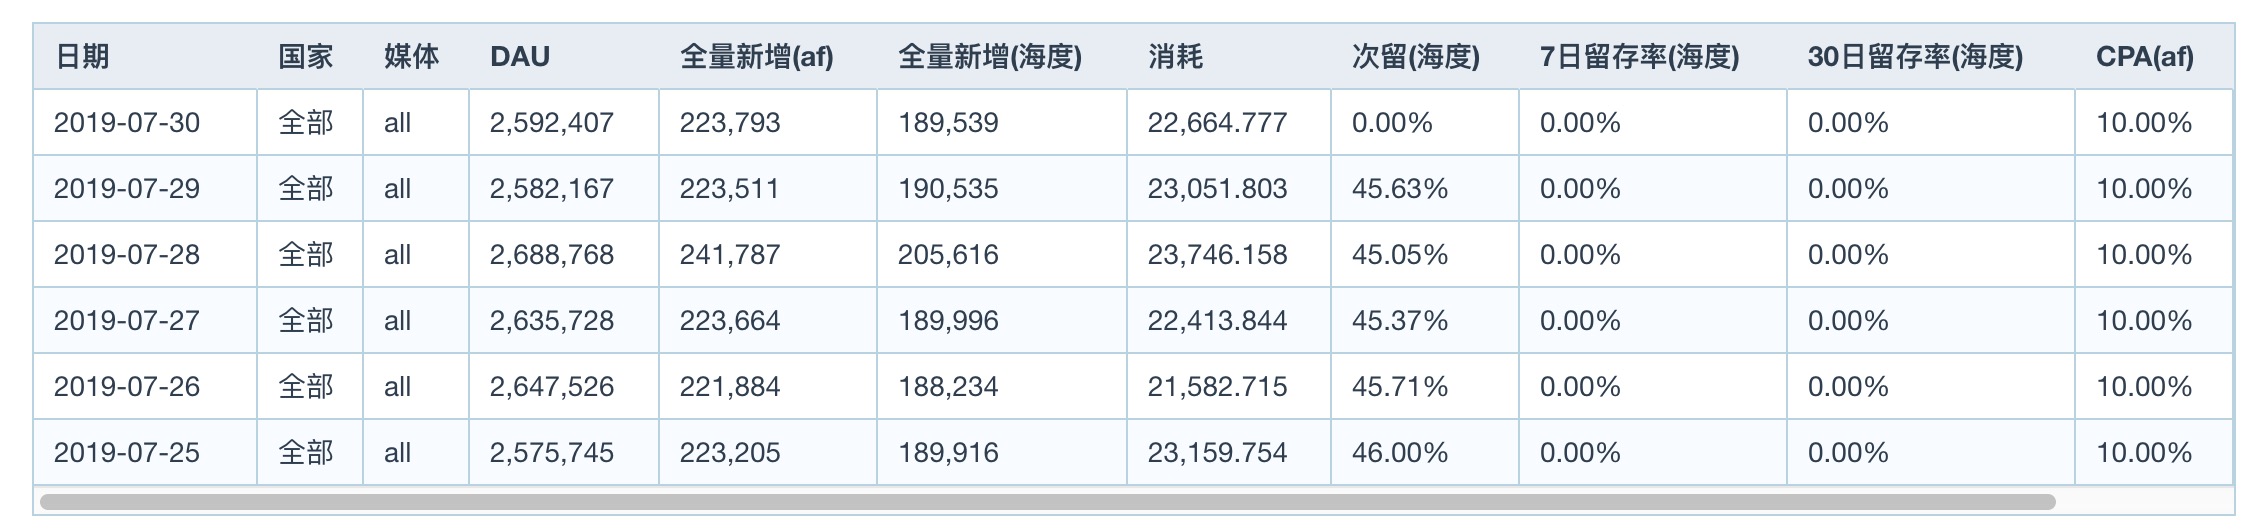 日期 国家 媒体 DAU 全量新增(af) 全量新增(海度) 消耗 次留(海度) 7日留存率(海度) 30日留存率(海度) CPA(af)
2019-07-30 全部 all 2,592,407 223,793 189,539 22,664.777 0.00% 0.00% 0.00% 10.00%
2019-07-29 全部 all 2,582,167 223,511 190,535 23,051.803 45.63% 0.00% 0.00% 10.00%
2019-07-28 全部 all 2,688,768 241,787 205,616 23,746.158 45.05% 0.00% 0.00% 10.00%
2019-07-27 全部 all 2,635,728 223,664 189,996 22,413.844 45.37% 0.00% 0.00% 10.00%
2019-07-26 全部 all 2,647,526 221,884 188,234 21,582.715 45.71% 0.00% 0.00% 10.00%
2019-07-25 全部 all 2,575,745 223,205 189,916 23,159.754 46.00% 0.00% 0.00% 10.00%